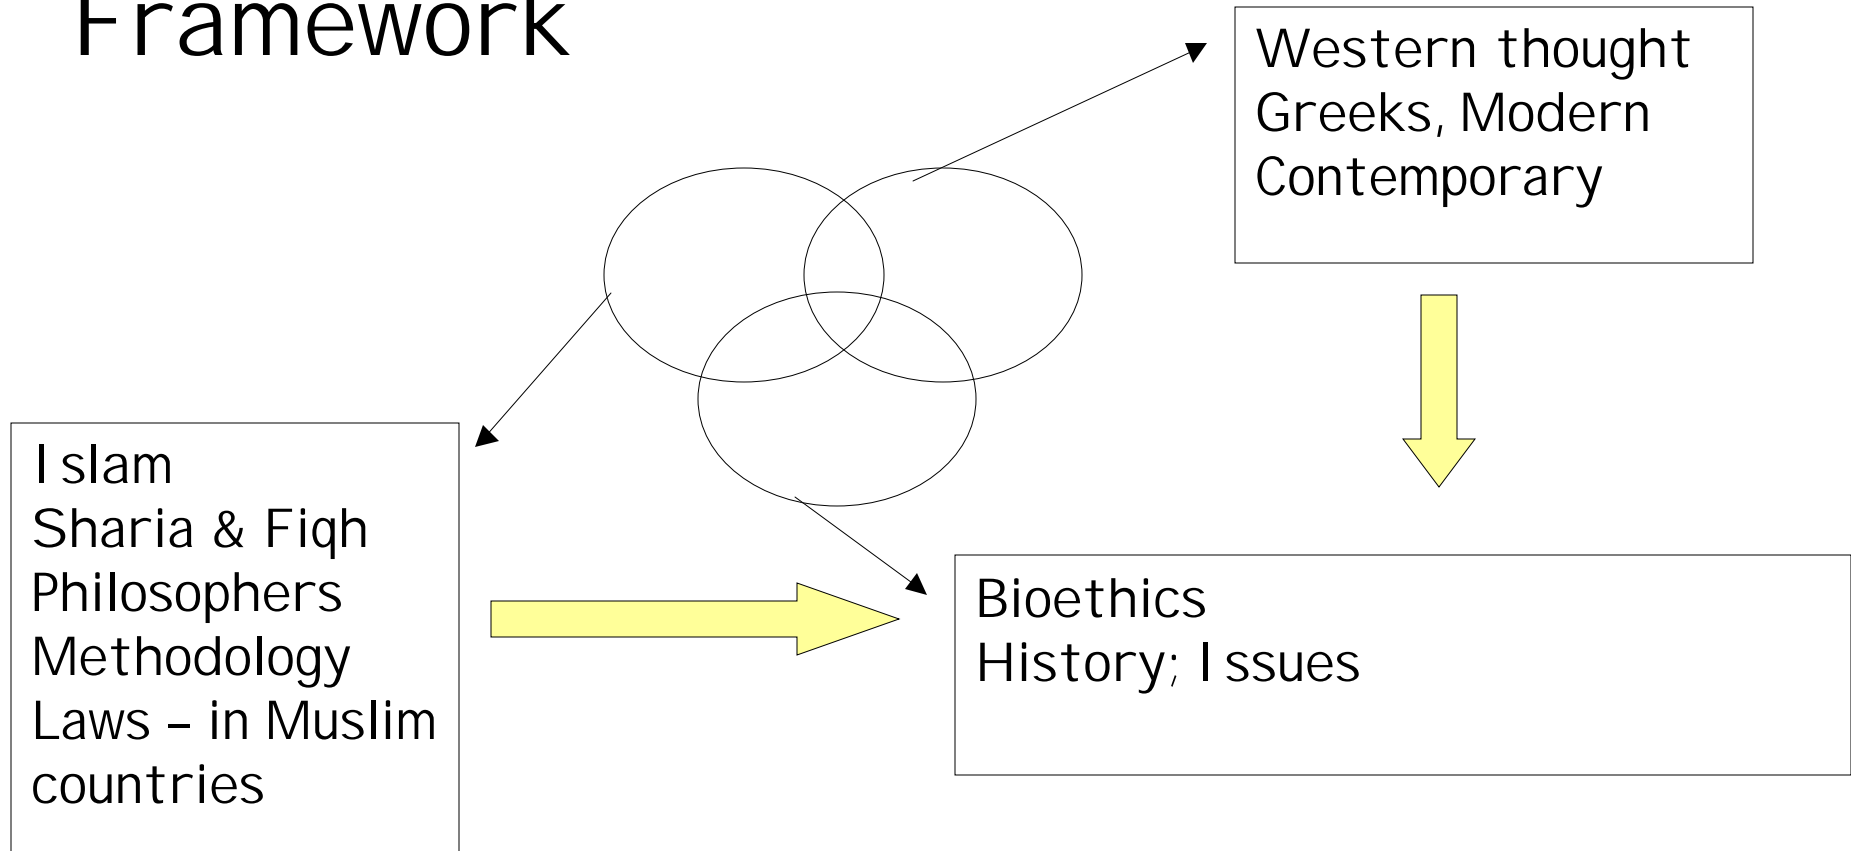 Framework
Western thought
Greeks, Modern
Contemporary
Islam
Sharia & Fiqh
Philosophers
Methodology
Laws – in Muslim
countries
Bioethics
History; Issues